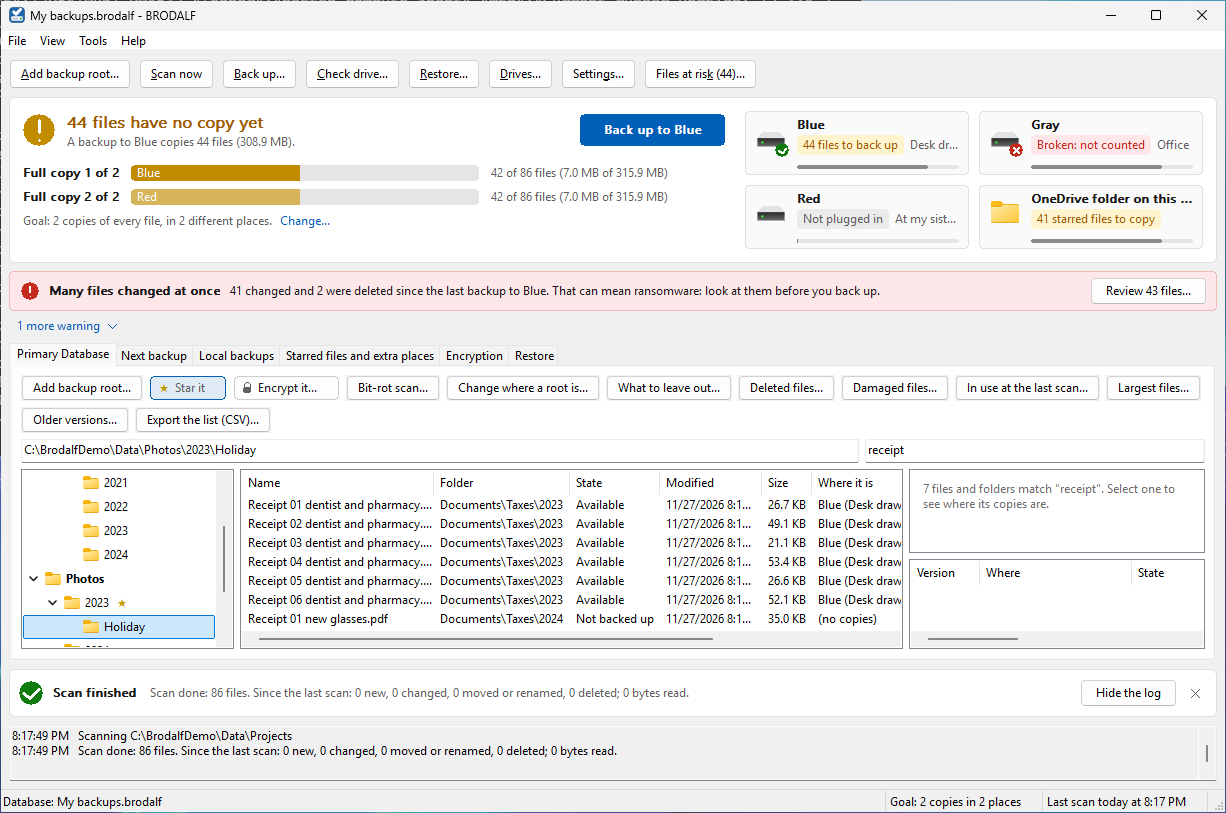 My backups.brodalf - BRODALF
File View Tools Help
Add backup root... Scan now Back up... Check drive... Restore... Drives... Settings... Files at risk (44)...
44 files have no copy yet
A backup to Blue copies 44 files (308.9 MB).
Back up to Blue
Full copy 1 of 2 Blue 42 of 86 files (7.0 MB of 315.9 MB)
Full copy 2 of 2 Red 42 of 86 files (7.0 MB of 315.9 MB)
Goal: 2 copies of every file, in 2 different places. Change...
Blue
44 files to back up Desk dr...
Gray
Broken: not counted Office
Red
Not plugged in At my sist...
OneDrive folder on this ...
41 starred files to copy
Many files changed at once 41 changed and 2 were deleted since the last backup to Blue. That can mean ransomware: look at them before you back up. Review 43 files...
1 more warning
Primary Database Next backup Local backups Starred files and extra places Encryption Restore
Add backup root... Star it Encrypt it... Bit-rot scan... Change where a root is... What to leave out... Deleted files... Damaged files... In use at the last scan... Largest files...
Older versions... Export the list (CSV)...
C:\BrodalfDemo\Data\Photos\2023\Holiday receipt
2021
2022
2023
2024
Photos
2023
Holiday
Name Folder State Modified Size Where it is
Receipt 01 dentist and pharmacy.... Documents\Taxes\2023 Available 11/27/2026 8:1... 26.7 KB Blue (Desk draw
Receipt 02 dentist and pharmacy.... Documents\Taxes\2023 Available 11/27/2026 8:1... 49.1 KB Blue (Desk draw
Receipt 03 dentist and pharmacy.... Documents\Taxes\2023 Available 11/27/2026 8:1... 21.1 KB Blue (Desk draw
Receipt 04 dentist and pharmacy.... Documents\Taxes\2023 Available 11/27/2026 8:1... 53.4 KB Blue (Desk draw
Receipt 05 dentist and pharmacy.... Documents\Taxes\2023 Available 11/27/2026 8:1... 26.6 KB Blue (Desk draw
Receipt 06 dentist and pharmacy.... Documents\Taxes\2023 Available 11/27/2026 8:1... 52.1 KB Blue (Desk draw
Receipt 01 new glasses.pdf Documents\Taxes\2024 Not backed up 11/27/2026 8:1... 35.0 KB (no copies)
7 files and folders match "receipt". Select one to
see where its copies are.
Version Where State
Scan finished Scan done: 86 files. Since the last scan: 0 new, 0 changed, 0 moved or renamed, 0 deleted; 0 bytes read. Hide the log
8:17:49 PM Scanning C:\BrodalfDemo\Data\Projects
8:17:49 PM Scan done: 86 files. Since the last scan: 0 new, 0 changed, 0 moved or renamed, 0 deleted; 0 bytes read.
Database: My backups.brodalf Goal: 2 copies in 2 places Last scan today at 8:17 PM